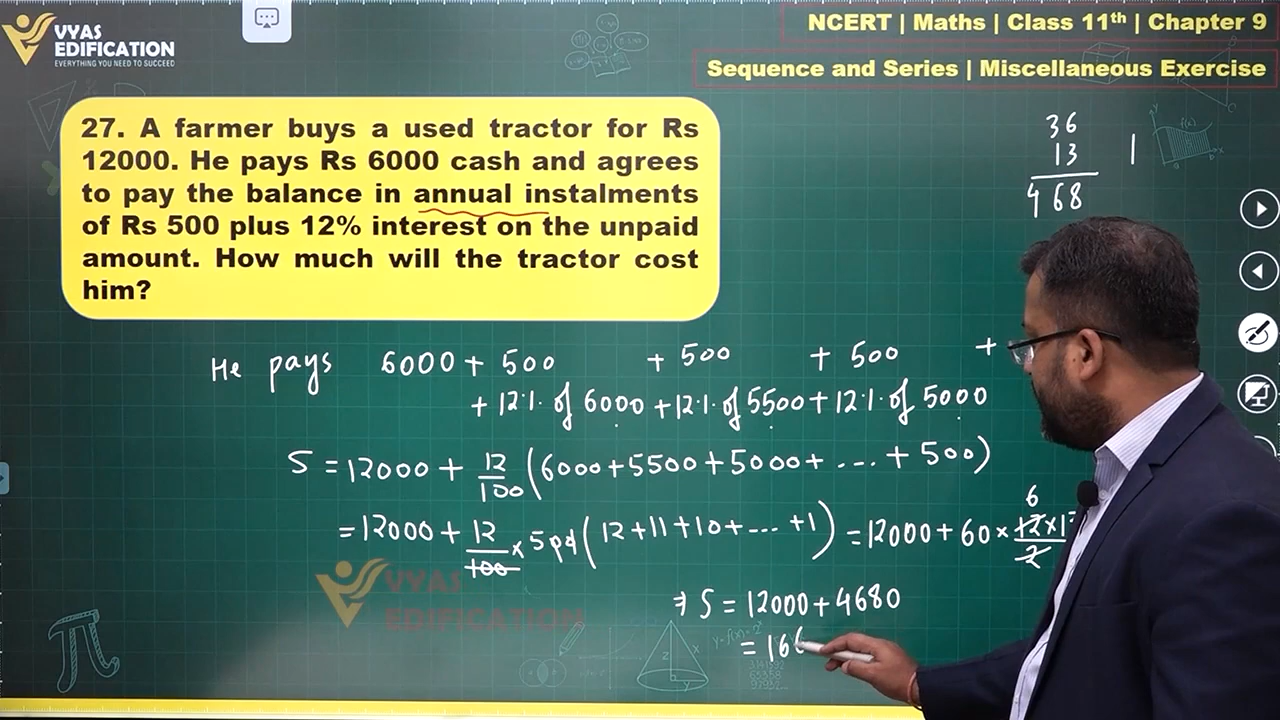 VYAS
EDIFICATION
EVERYTHING YOU NEED TO SUCCEED
NCERT | Maths | Class 11th | Chapter 9
Sequence and Series | Miscellaneous Exercise
27. A farmer buys a used tractor for Rs
12000. He pays Rs 6000 cash and agrees
to pay the balance in annual instalments
of Rs 500 plus 12% interest on the unpaid
amount. How much will the tractor cost
him?
36
13 1
468
He pays 6000 + 500 + 500 + 500 +
+ 12% of 6000 + 12% of 5500 + 12% of 5000
S = 12000 + 12/100 (6000 + 5500 + 5000 + ... + 500)
= 12000 + 12/100 × 500 (12 + 11 + 10 + ... + 1) = 12000 + 60 × 12 × 1 / 2
6
VYAS
EDIFICATION
⇒ S = 12000 + 4680
= 166